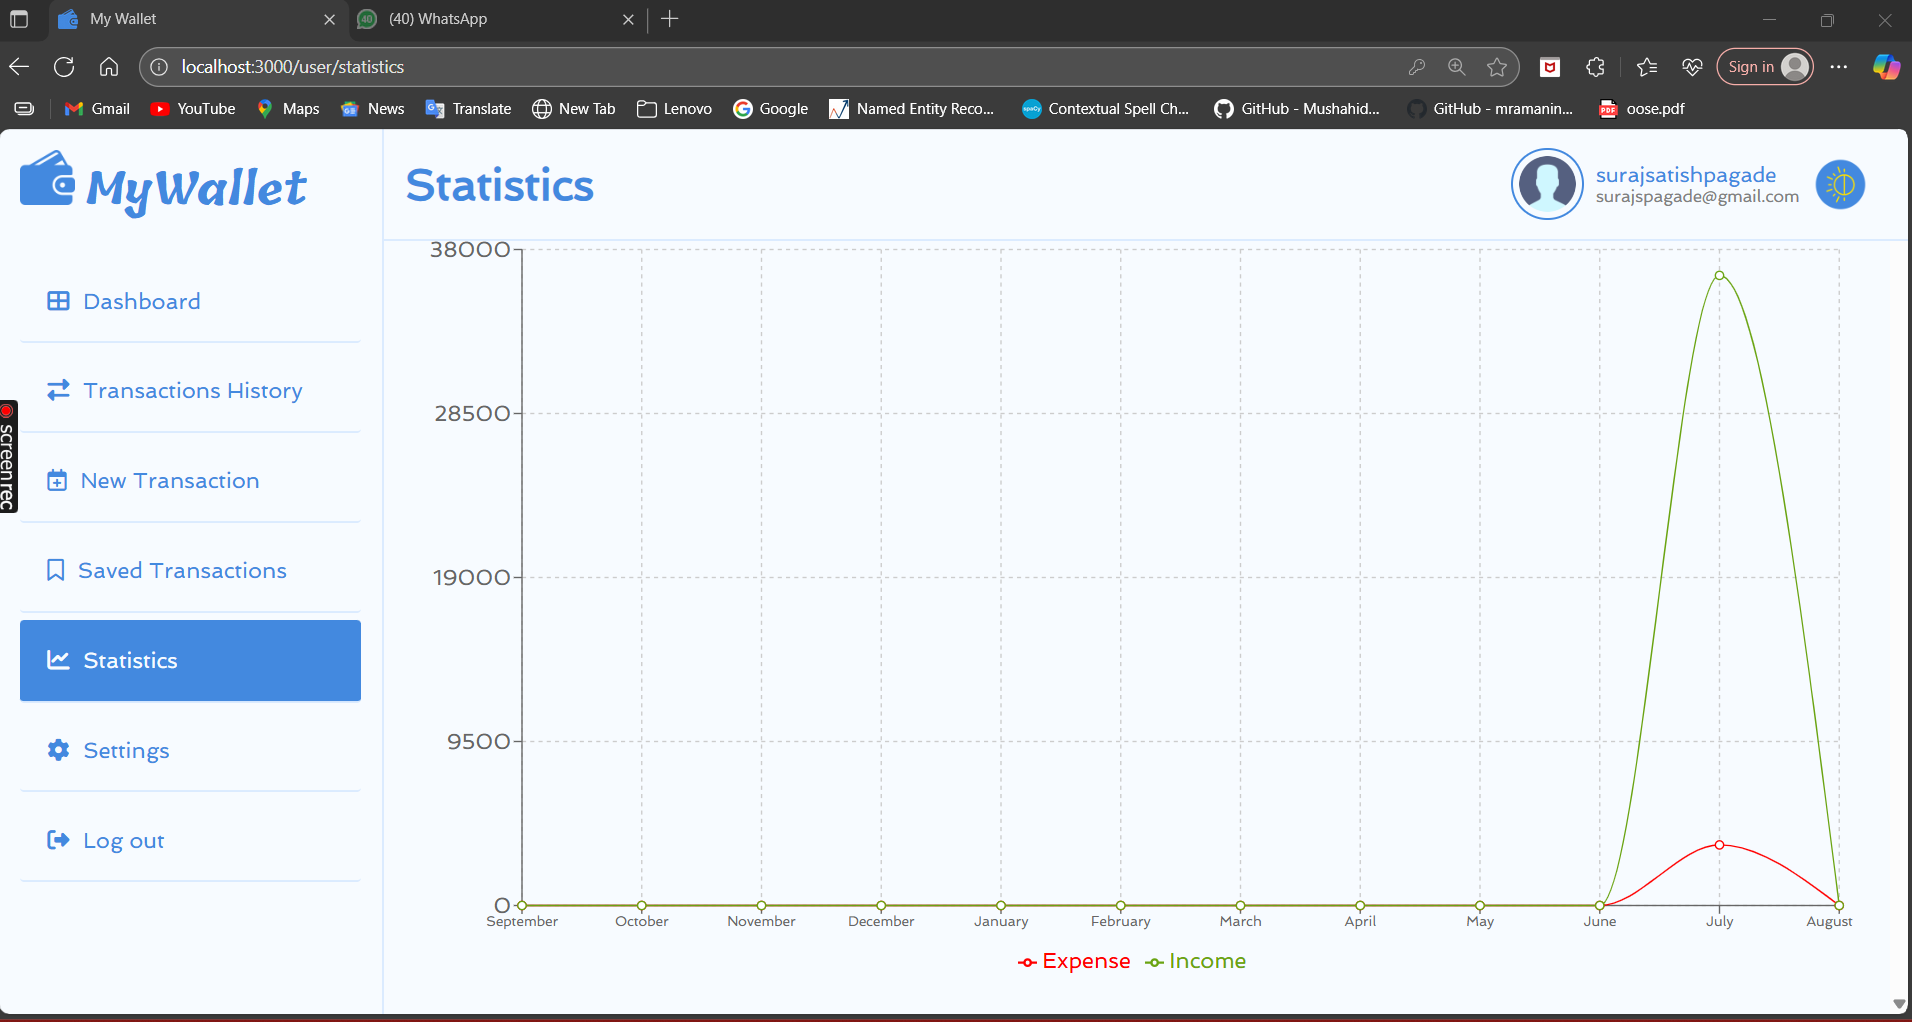 My Wallet
40
(40) WhatsApp
localhost:3000/user/statistics
Sign in
Gmail
YouTube
Maps
News
Translate
New Tab
Lenovo
Google
Named Entity Reco...
spaCy
Contextual Spell Ch...
GitHub - Mushahid...
GitHub - mramanin...
PDF
oose.pdf
MyWallet
Statistics
surajsatishpagade
surajspagade@gmail.com
Dashboard
Transactions History
New Transaction
Saved Transactions
Statistics
Settings
Log out
screenrec
38000
28500
19000
9500
0
September October November December January February March April May June July August
Expense Income